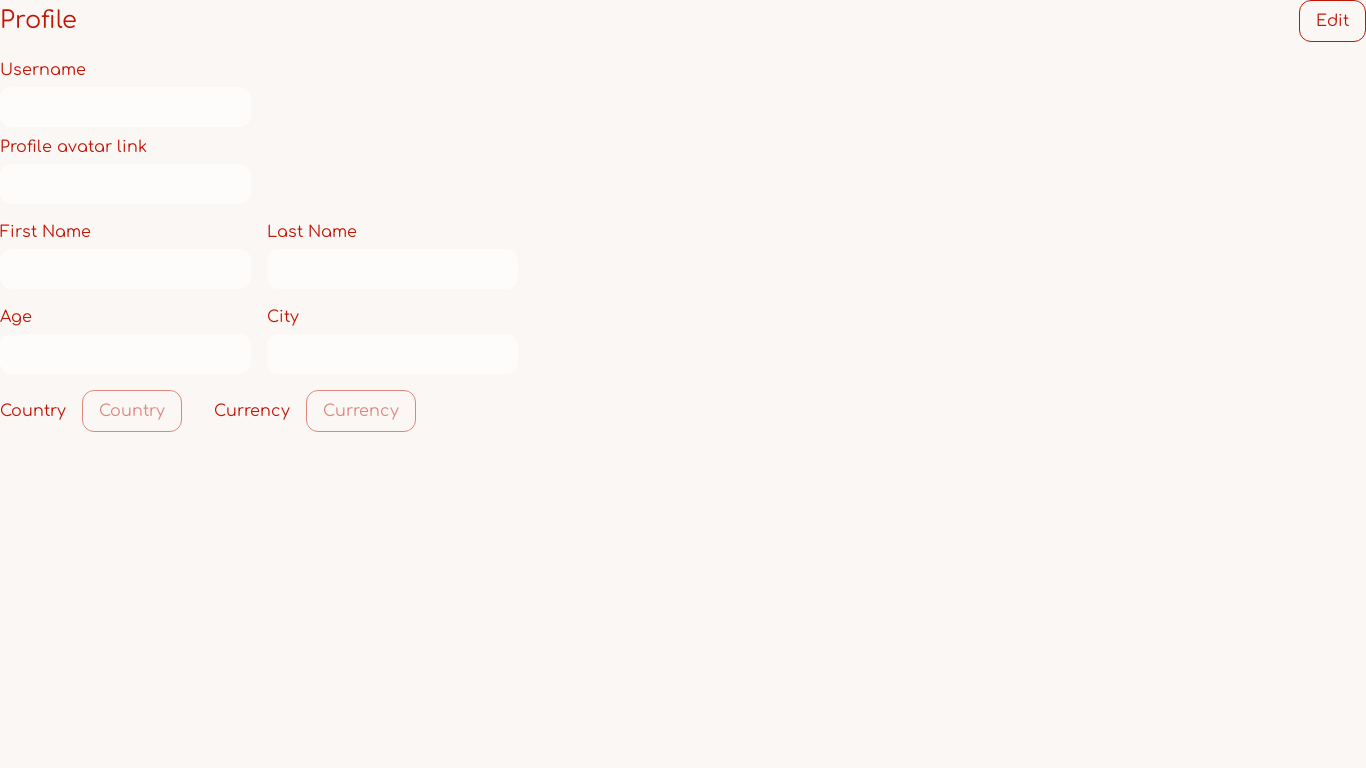 Profile Edit
Username
Profile avatar link
First Name Last Name
Age City
Country Country Currency Currency